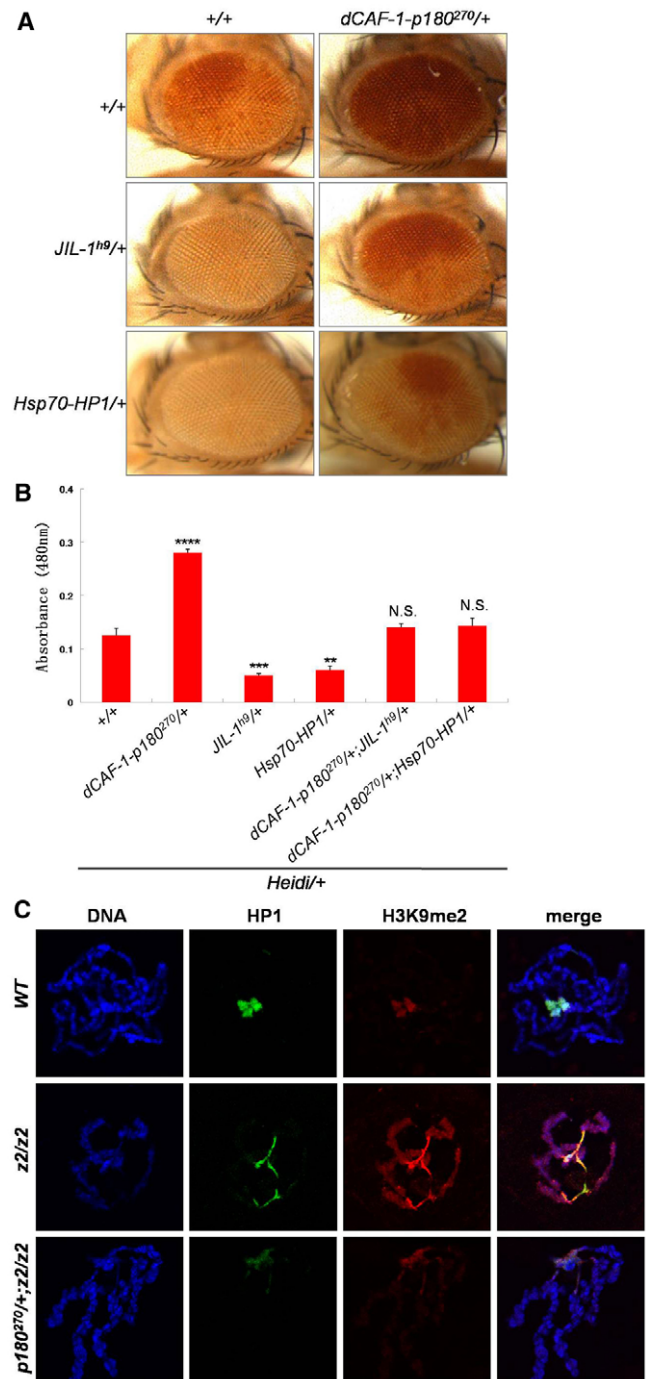 A
+/+ dCAF-1-p180²⁷⁰/+
+/+
JIL-1ʰ⁹/+
Hsp70-HP1/+
B
Absorbance (480nm)
0.4
0.3
0.2
0.1
0
****
***
**
N.S.
N.S.
+/+
dCAF-1-p180²⁷⁰/+
JIL-1ʰ⁹/+
Hsp70-HP1/+
dCAF-1-p180²⁷⁰/+;JIL-1ʰ⁹/+
dCAF-1-p180²⁷⁰/+;Hsp70-HP1/+
Heidi/+
C
DNA HP1 H3K9me2 merge
WT
z2/z2
p180²⁷⁰/+;z2/z2